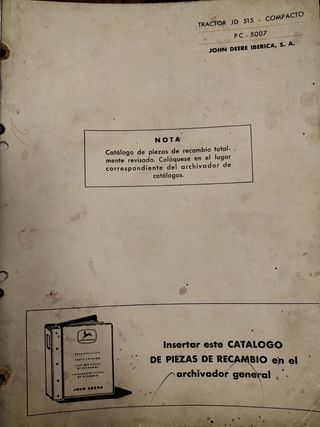 TRACTOR JD 515 - COMPACTO
PC - 5007
JOHN DEERE IBERICA, S. A.
NOTA
Catálogo de piezas de recambio total-
mente revisado. Colóquese en el lugar
correspondiente del archivador de
catálogos.
Insertar este CATALOGO
DE PIEZAS DE RECAMBIO en el
archivador general
PARTS CATALOG
JOHN DEERE